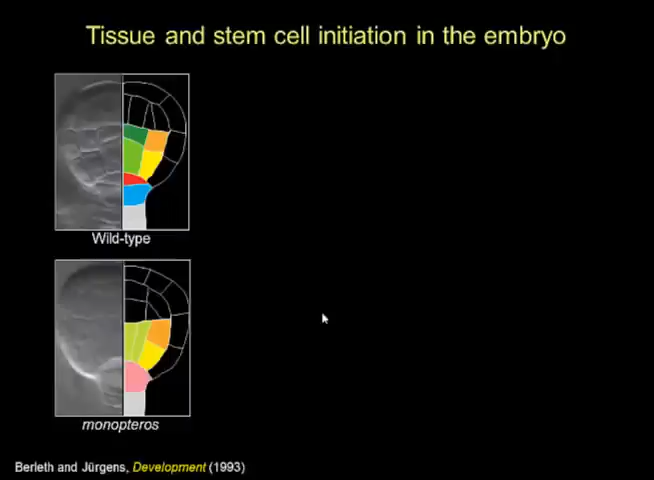 Tissue and stem cell initiation in the embryo
Wild-type
monopteros
Berleth and Jürgens, Development (1993)